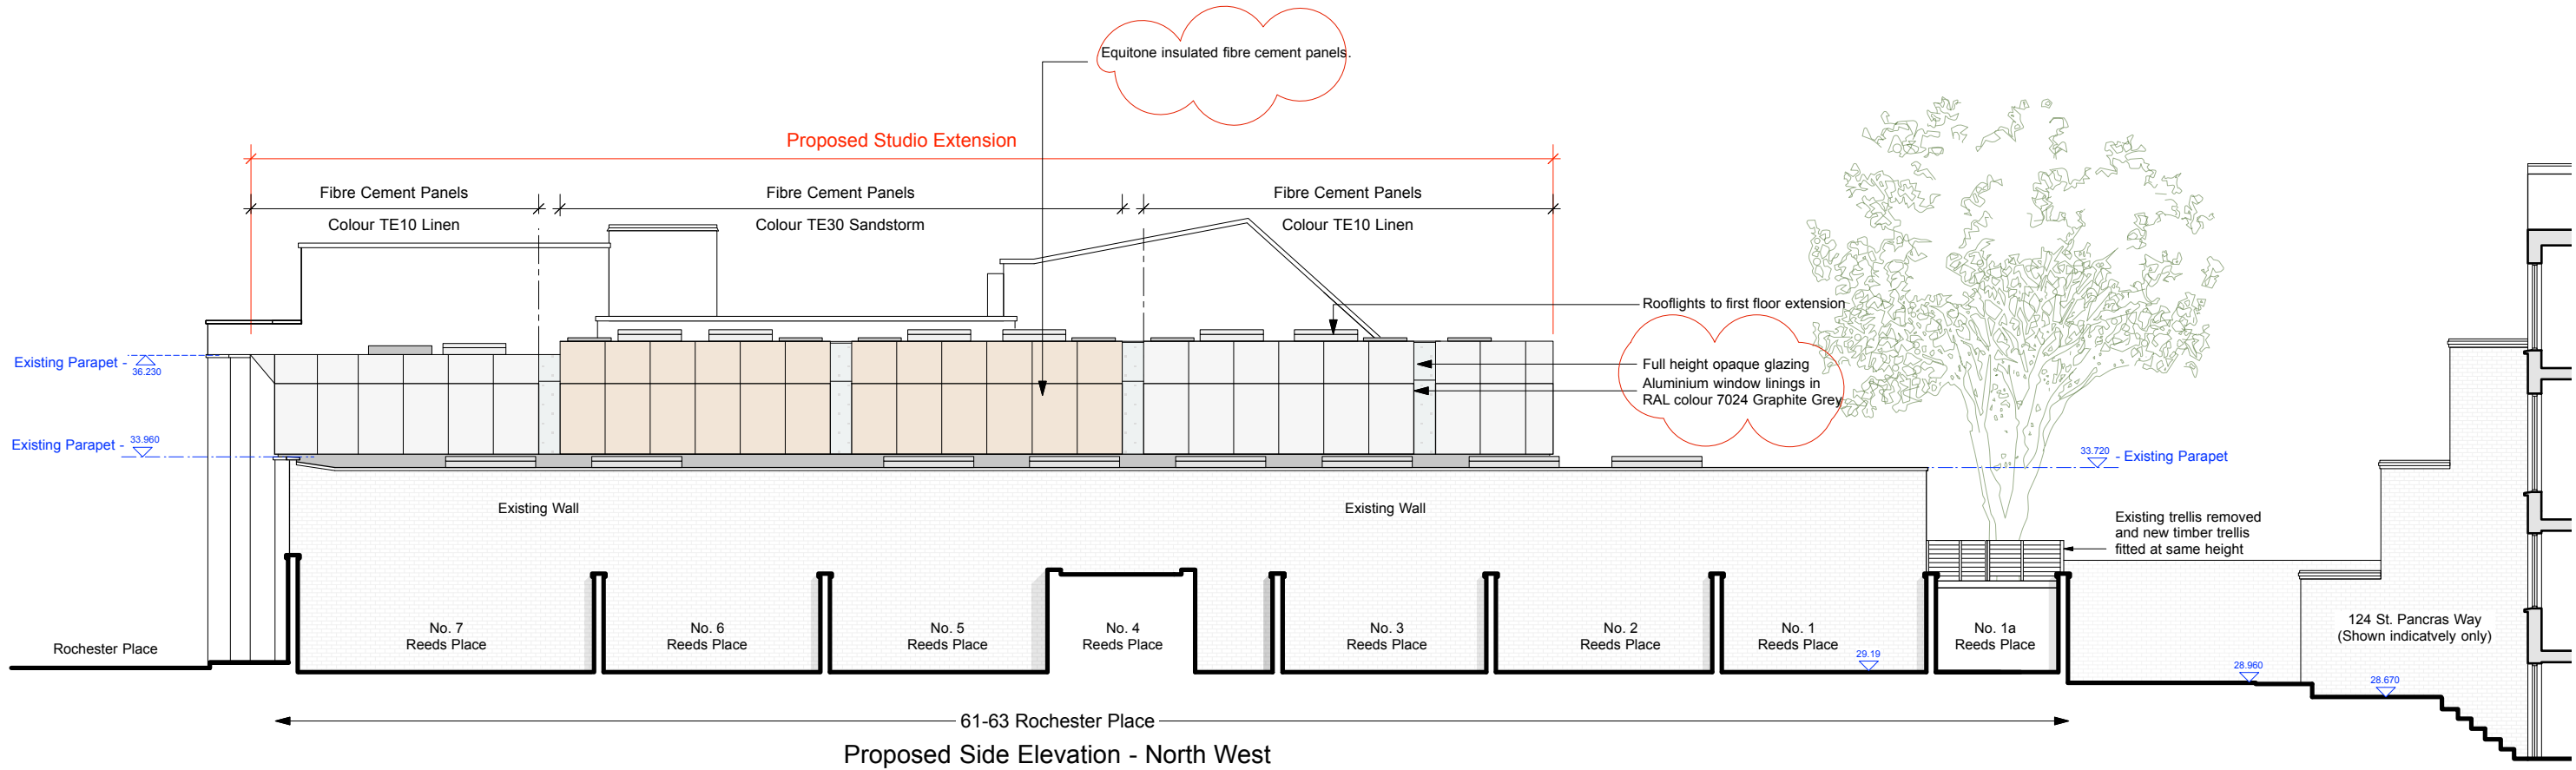 Equitone insulated fibre cement panels.
Proposed Studio Extension
Fibre Cement Panels
Colour TE10 Linen
Fibre Cement Panels
Colour TE30 Sandstorm
Fibre Cement Panels
Colour TE10 Linen
Rooflights to first floor extension
Existing Parapet -
36.230
Full height opaque glazing
Aluminium window linings in
RAL colour 7024 Graphite Grey
Existing Parapet -
33.960
33.720
- Existing Parapet
Existing Wall
Existing Wall
Existing trellis removed
and new timber trellis
fitted at same height
Rochester Place
No. 7
Reeds Place
No. 6
Reeds Place
No. 5
Reeds Place
No. 4
Reeds Place
No. 3
Reeds Place
No. 2
Reeds Place
No. 1
Reeds Place
29.19
No. 1a
Reeds Place
124 St. Pancras Way
(Shown indicatvely only)
28.960
28.670
61-63 Rochester Place
Proposed Side Elevation - North West